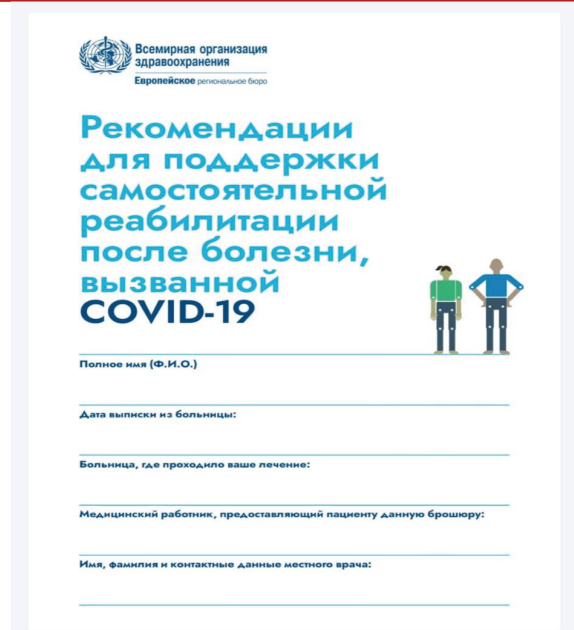 Всемирная организация
здравоохранения
Европейское региональное бюро
Рекомендации
для поддержки
самостоятельной
реабилитации
после болезни,
вызванной
COVID-19
Полное имя (Ф.И.О.)
Дата выписки из больницы:
Больница, где проходило ваше лечение:
Медицинский работник, предоставляющий пациенту данную брошюру:
Имя, фамилия и контактные данные местного врача: